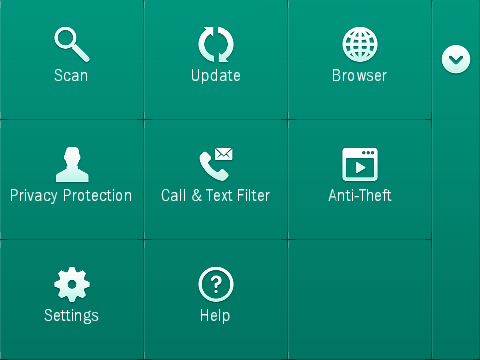 Scan
Update
Browser
Privacy Protection
Call & Text Filter
Anti-Theft
Settings
Help